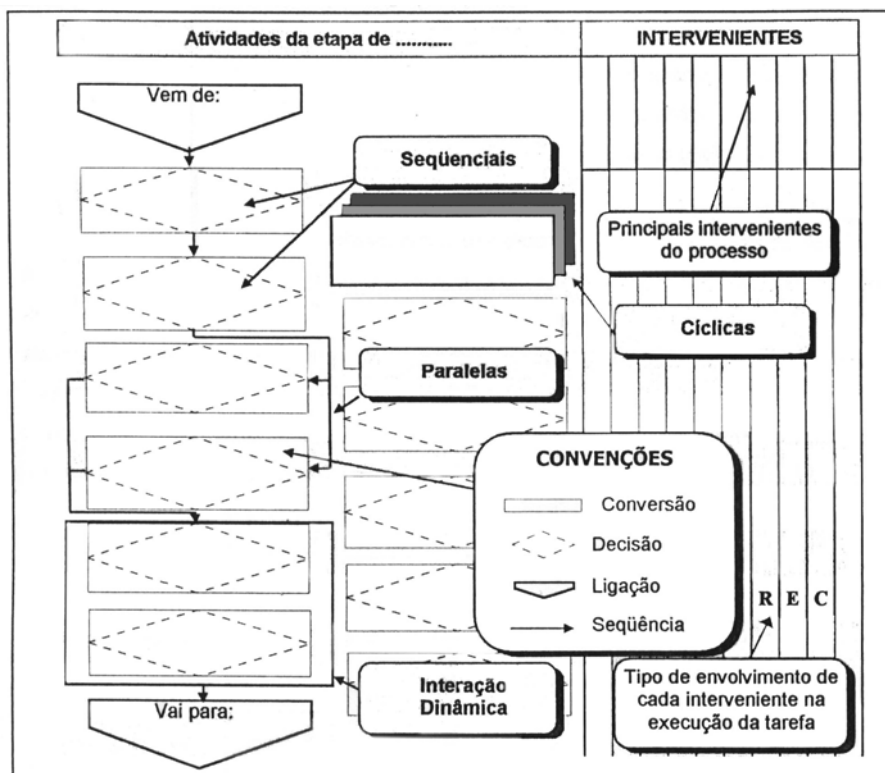 Atividades da etapa de ...........
INTERVENIENTES
Vem de:
Seqüenciais
Principais intervenientes
do processo
Cíclicas
Paralelas
CONVENÇÕES
Conversão
Decisão
Ligação
Seqüência
R E C
Interação
Dinâmica
Tipo de envolvimento de
cada interveniente na
execução da tarefa
Vai para: